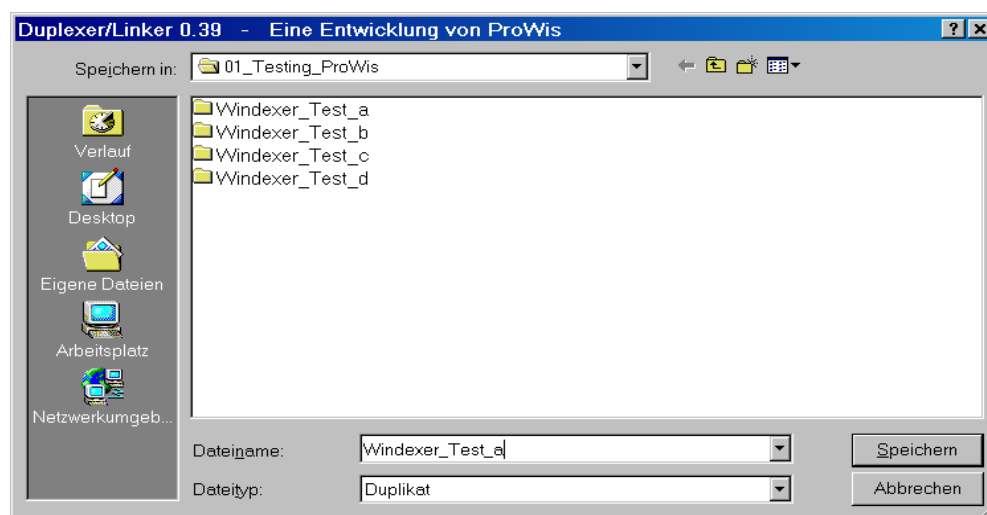 Duplexer/Linker 0.39 - Eine Entwicklung von ProWis
Speichern in:
01_Testing_ProWis
Verlauf
Desktop
Eigene Dateien
Arbeitsplatz
Netzwerkumgeb...
Windexer_Test_a
Windexer_Test_b
Windexer_Test_c
Windexer_Test_d
Dateiname:
Windexer_Test_a
Speichern
Dateityp:
Duplikat
Abbrechen